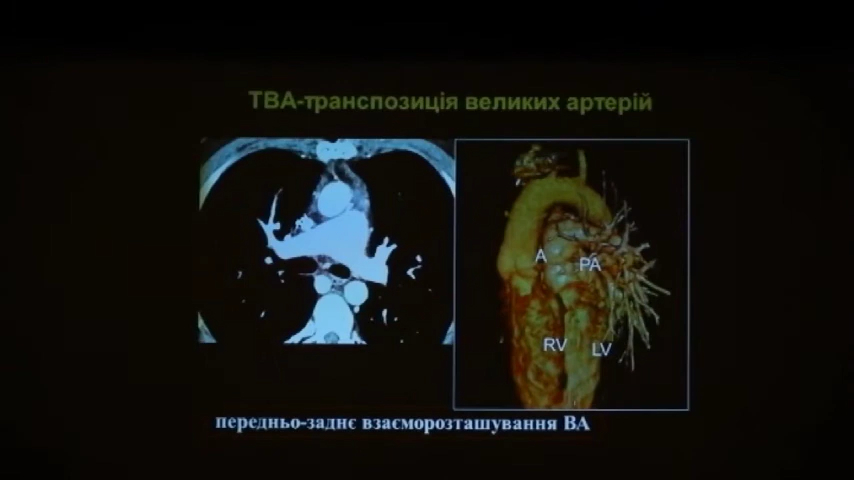 ТВА-транспозиція великих артерій
A
PA
RV
LV
передньо-заднє взаєморозташування ВА